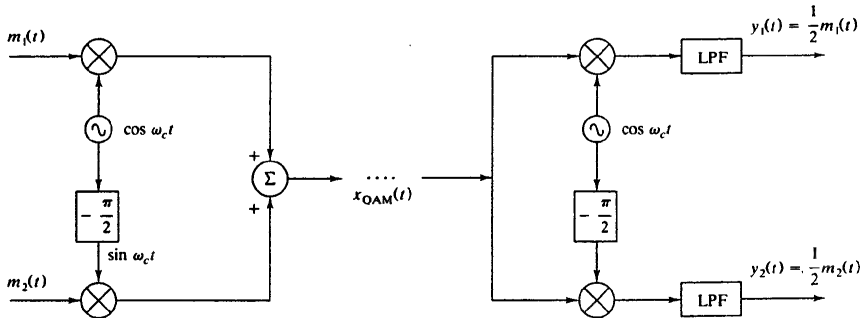 m₁(t)
cos ω_c t
− π/2
sin ω_c t
m₂(t)
+
Σ
+
....
x_QAM(t)
cos ω_c t
− π/2
LPF
y₁(t) = 1/2 m₁(t)
LPF
y₂(t) = 1/2 m₂(t)